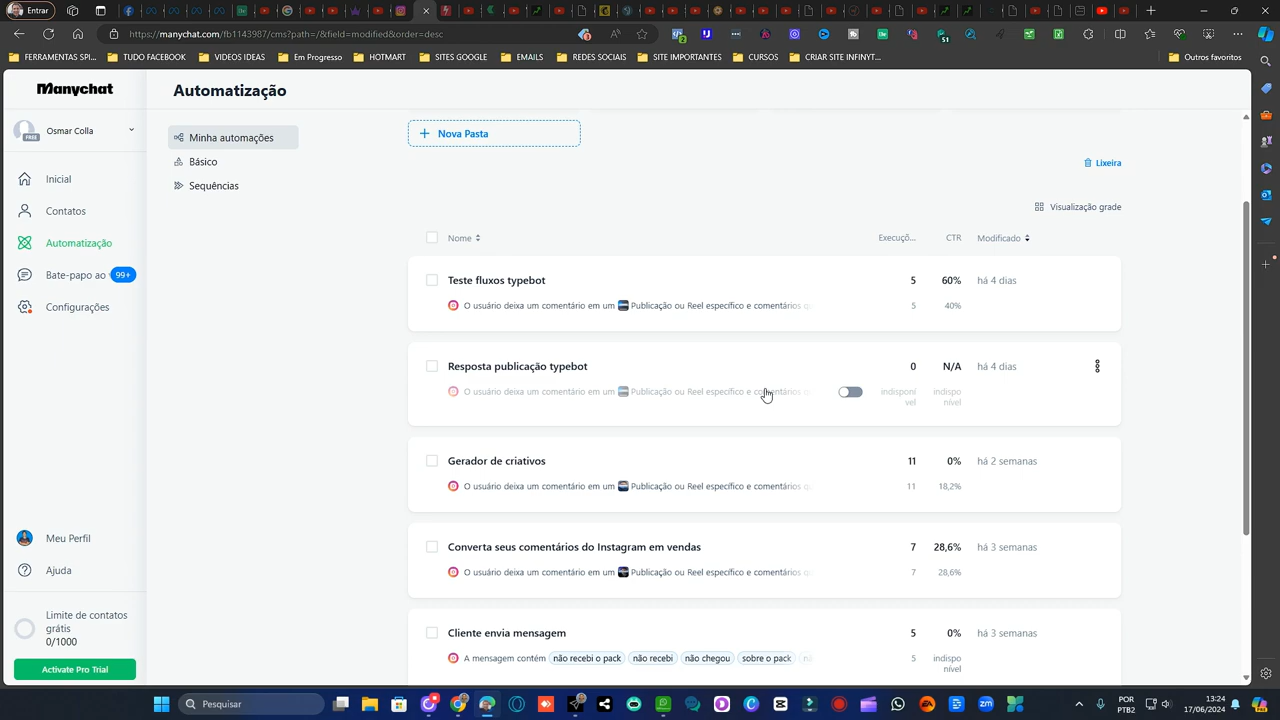 Entrar
https://manychat.com/fb1143987/cms?path=/&field=modified&order=desc
FERRAMENTAS SPI...
TUDO FACEBOOK
VIDEOS IDEAS
Em Progresso
HOTMART
SITES GOOGLE
EMAILS
REDES SOCIAIS
SITE IMPORTANTES
CURSOS
CRIAR SITE INFINYT...
Outros favoritos
Manychat
Automatização
Osmar Colla
FREE
Inicial
Contatos
Automatização
Bate-papo ao
99+
Configurações
Minha automações
Básico
Sequências
+ Nova Pasta
Lixeira
Visualização grade
Nome
Execuçõ...
CTR
Modificado
Teste fluxos typebot
5
60%
há 4 dias
O usuário deixa um comentário em um Publicação ou Reel específico e comentários
5
40%
Resposta publicação typebot
0
N/A
há 4 dias
O usuário deixa um comentário em um Publicação ou Reel específico e comentários
indisponí
vel
indispo
nível
Gerador de criativos
11
0%
há 2 semanas
O usuário deixa um comentário em um Publicação ou Reel específico e comentários
11
18,2%
Converta seus comentários do Instagram em vendas
7
28,6%
há 3 semanas
O usuário deixa um comentário em um Publicação ou Reel específico e comentários
7
28,6%
Cliente envia mensagem
5
0%
há 3 semanas
A mensagem contém não recebi o pack não recebi não chegou sobre o pack
5
indispo
nível
Meu Perfil
Ajuda
Limite de contatos
grátis
0/1000
Activate Pro Trial
Pesquisar
zm
POR
PTB2
13:24
17/06/2024